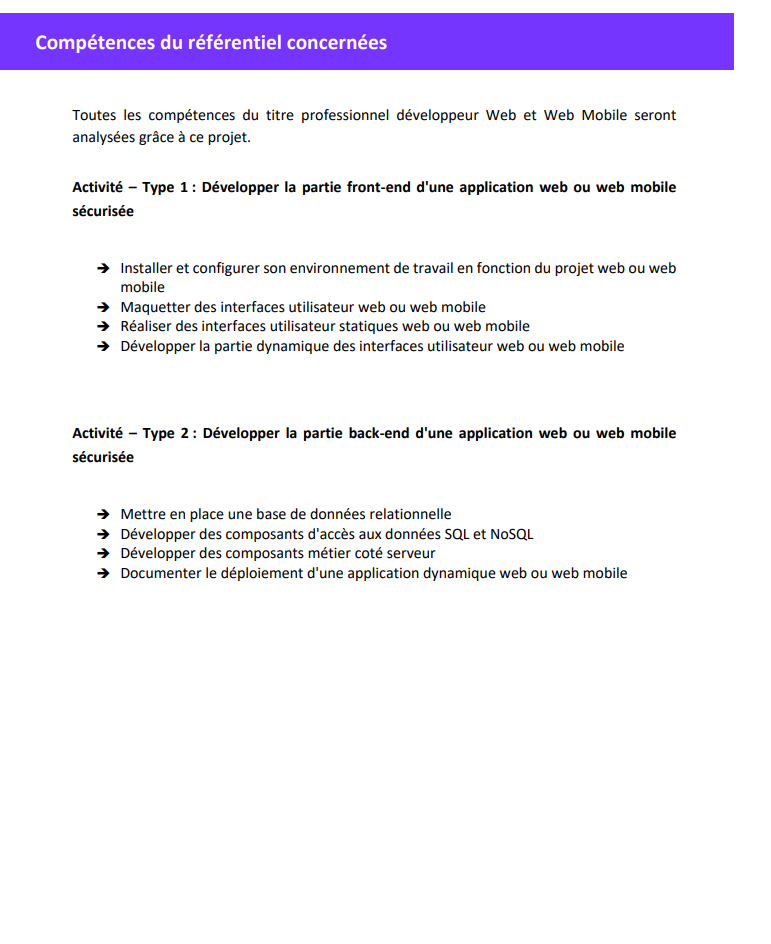 Compétences du référentiel concernées
Toutes les compétences du titre professionnel développeur Web et Web Mobile seront
analysées grâce à ce projet.
Activité – Type 1 : Développer la partie front-end d'une application web ou web mobile
sécurisée
➔ Installer et configurer son environnement de travail en fonction du projet web ou web
mobile
➔ Maquetter des interfaces utilisateur web ou web mobile
➔ Réaliser des interfaces utilisateur statiques web ou web mobile
➔ Développer la partie dynamique des interfaces utilisateur web ou web mobile
Activité – Type 2 : Développer la partie back-end d'une application web ou web mobile
sécurisée
➔ Mettre en place une base de données relationnelle
➔ Développer des composants d'accès aux données SQL et NoSQL
➔ Développer des composants métier coté serveur
➔ Documenter le déploiement d'une application dynamique web ou web mobile